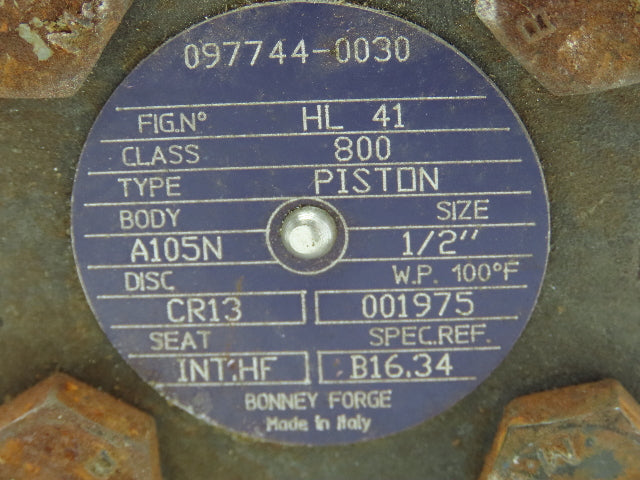 097744-0030
FIG.Nº HL 41
CLASS 800
TYPE PISTON
BODY SIZE
A105N 1/2"
DISC W.P. 100°F
CR13 001975
SEAT SPEC.REF.
INT.HF B16.34
BONNEY FORGE
Made in Italy